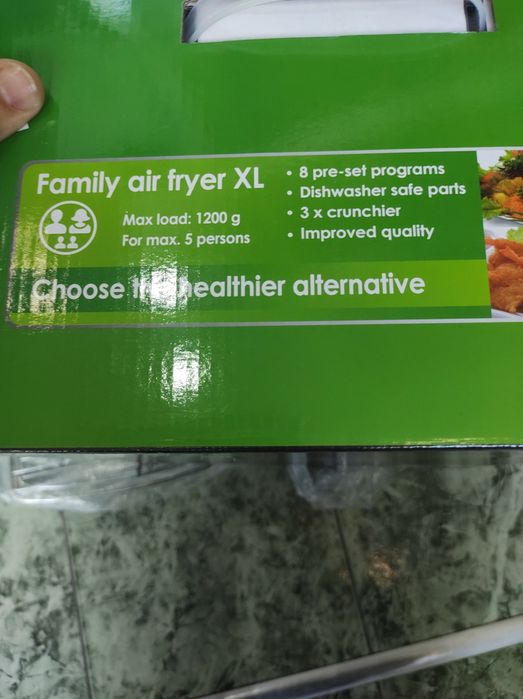 Family air fryer XL
Max load: 1200 g
For max. 5 persons
• 8 pre-set programs
• Dishwasher safe parts
• 3 x crunchier
• Improved quality
Choose the healthier alternative